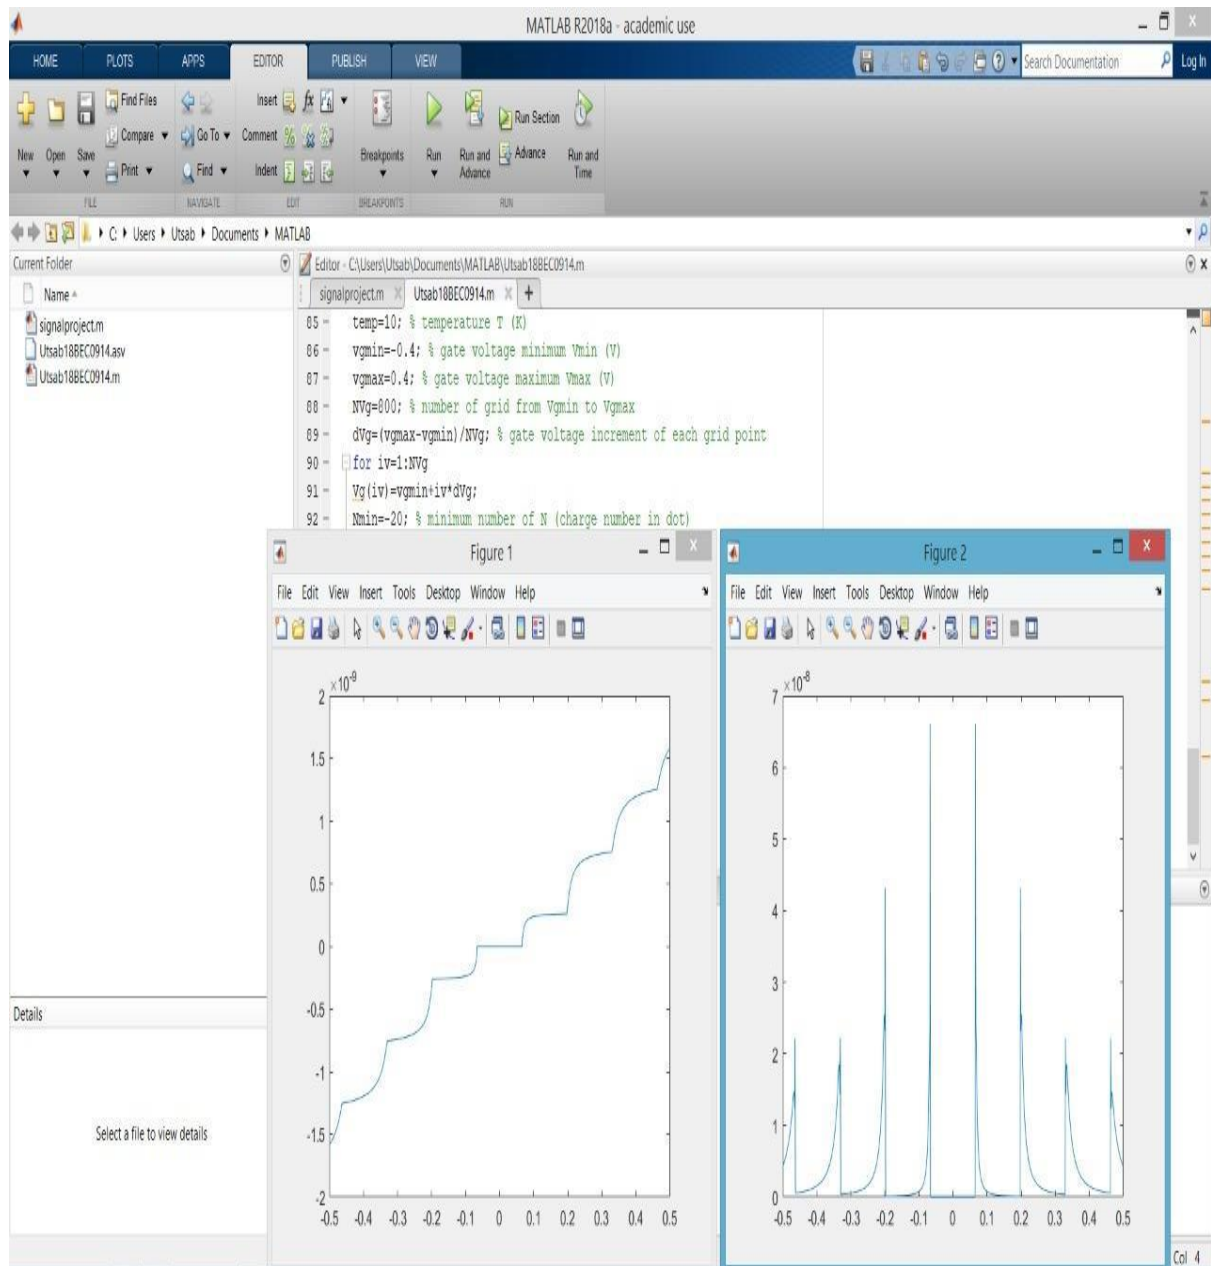 MATLAB R2018a - academic use
HOME PLOTS APPS EDITOR PUBLISH VIEW
Search Documentation Log In
New Open Save
Find Files
Compare
Print
FILE
Go To
Find
NAVIGATE
Insert fx
Comment
Indent
EDIT
Breakpoints
BREAKPOINTS
Run
Run and Advance
Run Section
Advance
Run and Time
RUN
C: Users Utsab Documents MATLAB
Current Folder
Name
signalproject.m
Utsab18BEC0914.asv
Utsab18BEC0914.m
Details
Select a file to view details
Editor - C:\Users\Utsab\Documents\MATLAB\Utsab18BEC0914.m
signalproject.m Utsab18BEC0914.m
85 temp=10; % temperature T (K)
86 vgmin=-0.4; % gate voltage minimum Vmin (V)
87 vgmax=0.4; % gate voltage maximum Vmax (V)
88 NVg=800; % number of grid from Vgmin to Vgmax
89 dVg=(vgmax-vgmin)/NVg; % gate voltage increment of each grid point
90 for iv=1:NVg
91 Vg(iv)=vgmin+iv*dVg;
92 Nmin=-20; % minimum number of N (charge number in dot)
Figure 1
File Edit View Insert Tools Desktop Window Help
×10-9
2
1.5
1
0.5
0
-0.5
-1
-1.5
-2
-0.5 -0.4 -0.3 -0.2 -0.1 0 0.1 0.2 0.3 0.4 0.5
Figure 2
File Edit View Insert Tools Desktop Window Help
×10-8
7
6
5
4
3
2
1
0
-0.5 -0.4 -0.3 -0.2 -0.1 0 0.1 0.2 0.3 0.4 0.5
Col 4